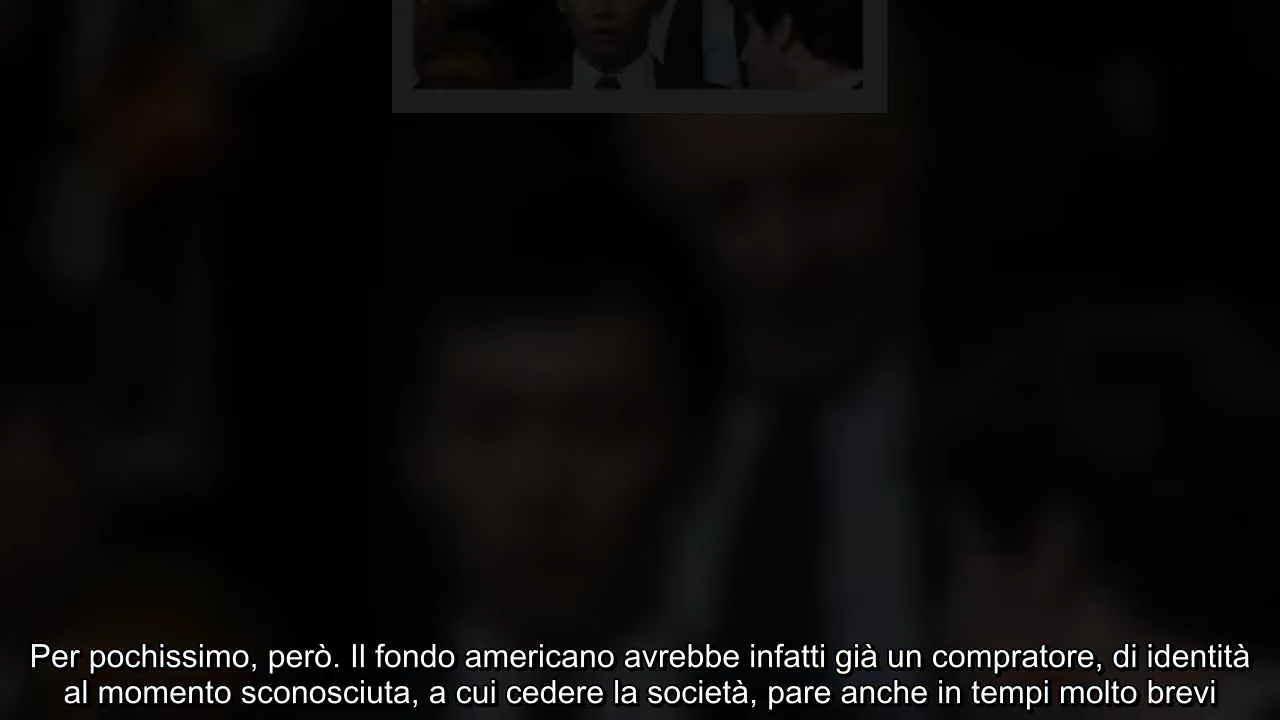 Per pochissimo, però. Il fondo americano avrebbe infatti già un compratore, di identità
al momento sconosciuta, a cui cedere la società, pare anche in tempi molto brevi